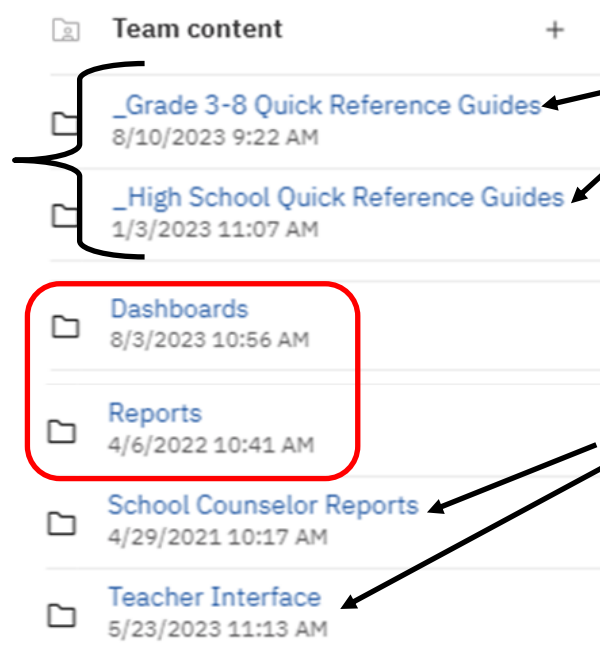 Team content
_Grade 3-8 Quick Reference Guides
8/10/2023 9:22 AM
_High School Quick Reference Guides
1/3/2023 11:07 AM
Dashboards
8/3/2023 10:56 AM
Reports
4/6/2022 10:41 AM
School Counselor Reports
4/29/2021 10:17 AM
Teacher Interface
5/23/2023 11:13 AM